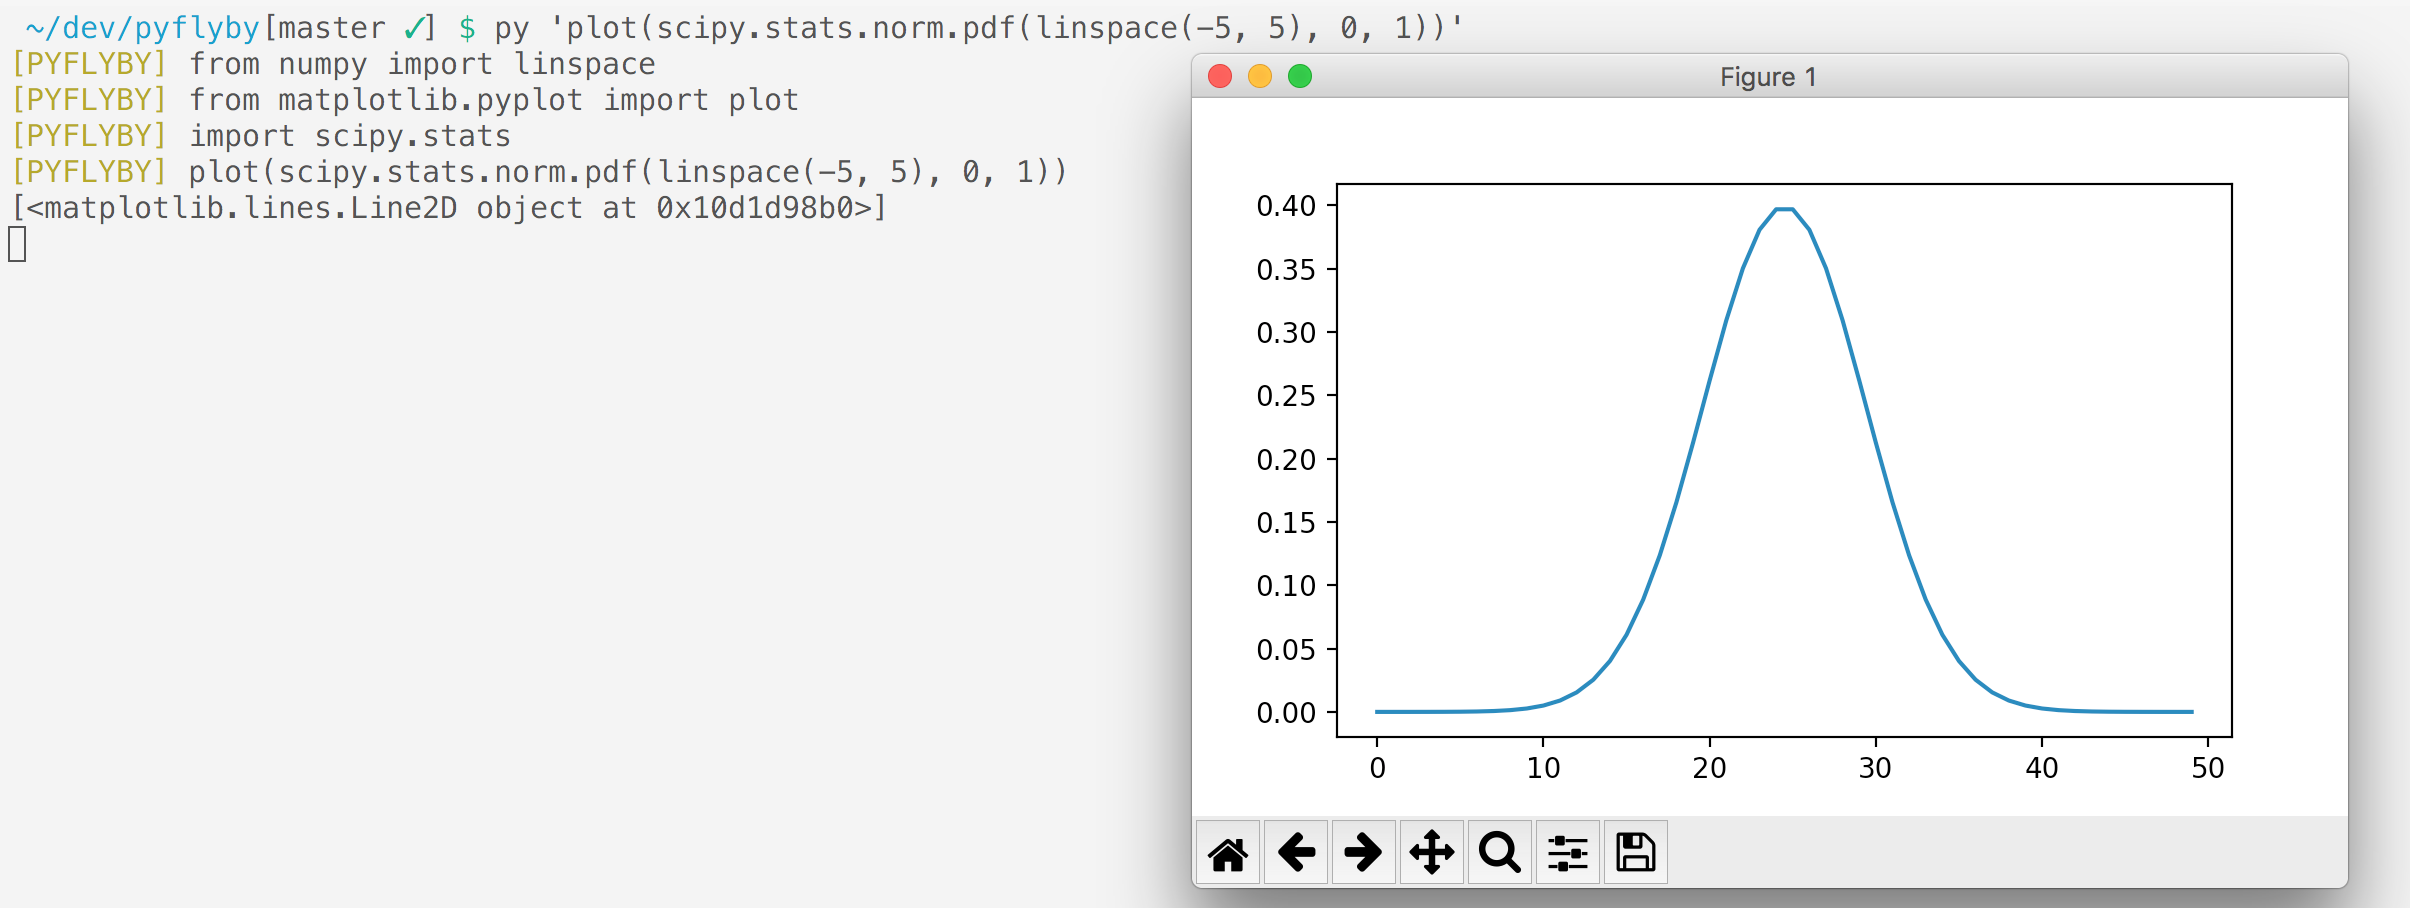 ~/dev/pyflyby[master ✓] $ py 'plot(scipy.stats.norm.pdf(linspace(-5, 5), 0, 1))'
[PYFLYBY] from numpy import linspace
[PYFLYBY] from matplotlib.pyplot import plot
[PYFLYBY] import scipy.stats
[PYFLYBY] plot(scipy.stats.norm.pdf(linspace(-5, 5), 0, 1))
[<matplotlib.lines.Line2D object at 0x10d1d98b0>]
Figure 1
0.40
0.35
0.30
0.25
0.20
0.15
0.10
0.05
0.00
0 10 20 30 40 50